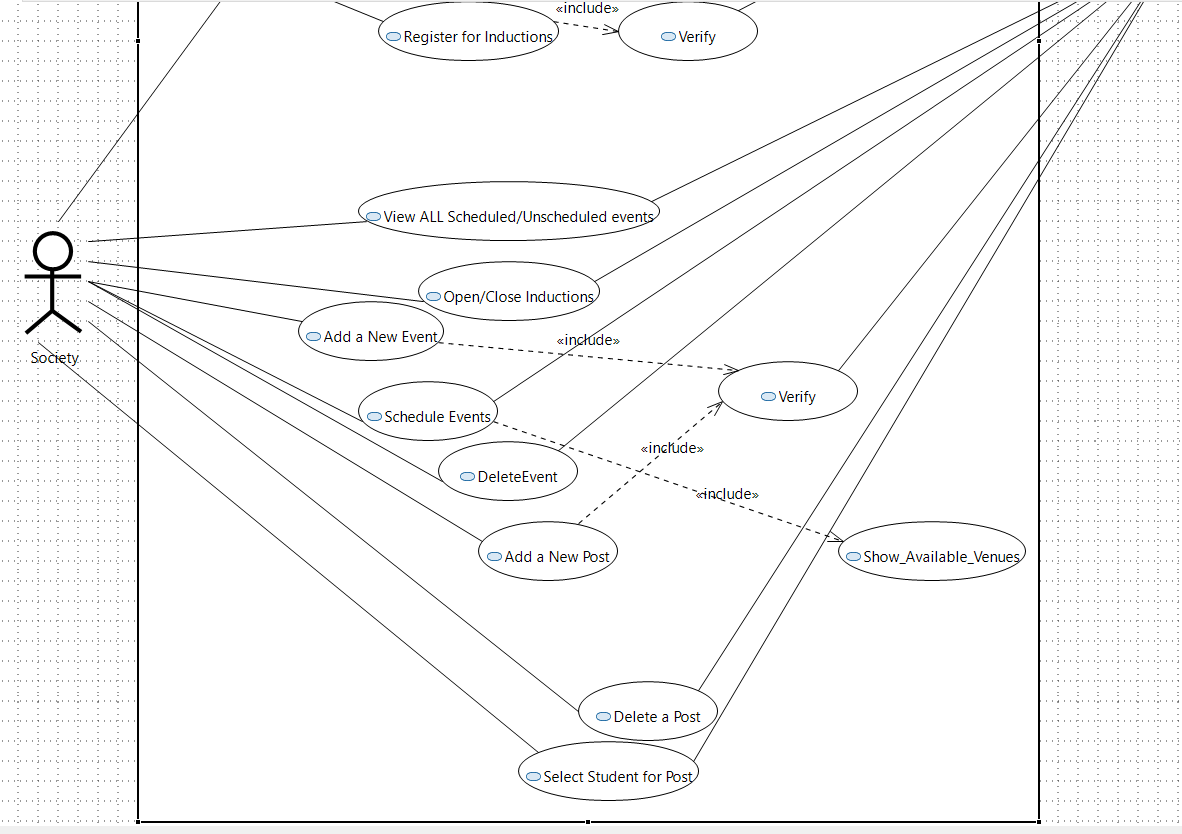 «include»
Register for Inductions
Verify
View ALL Scheduled/Unscheduled events
Open/Close Inductions
Add a New Event
«include»
Society
Verify
Schedule Events
«include»
DeleteEvent
«include»
Add a New Post
Show_Available_Venues
Delete a Post
Select Student for Post